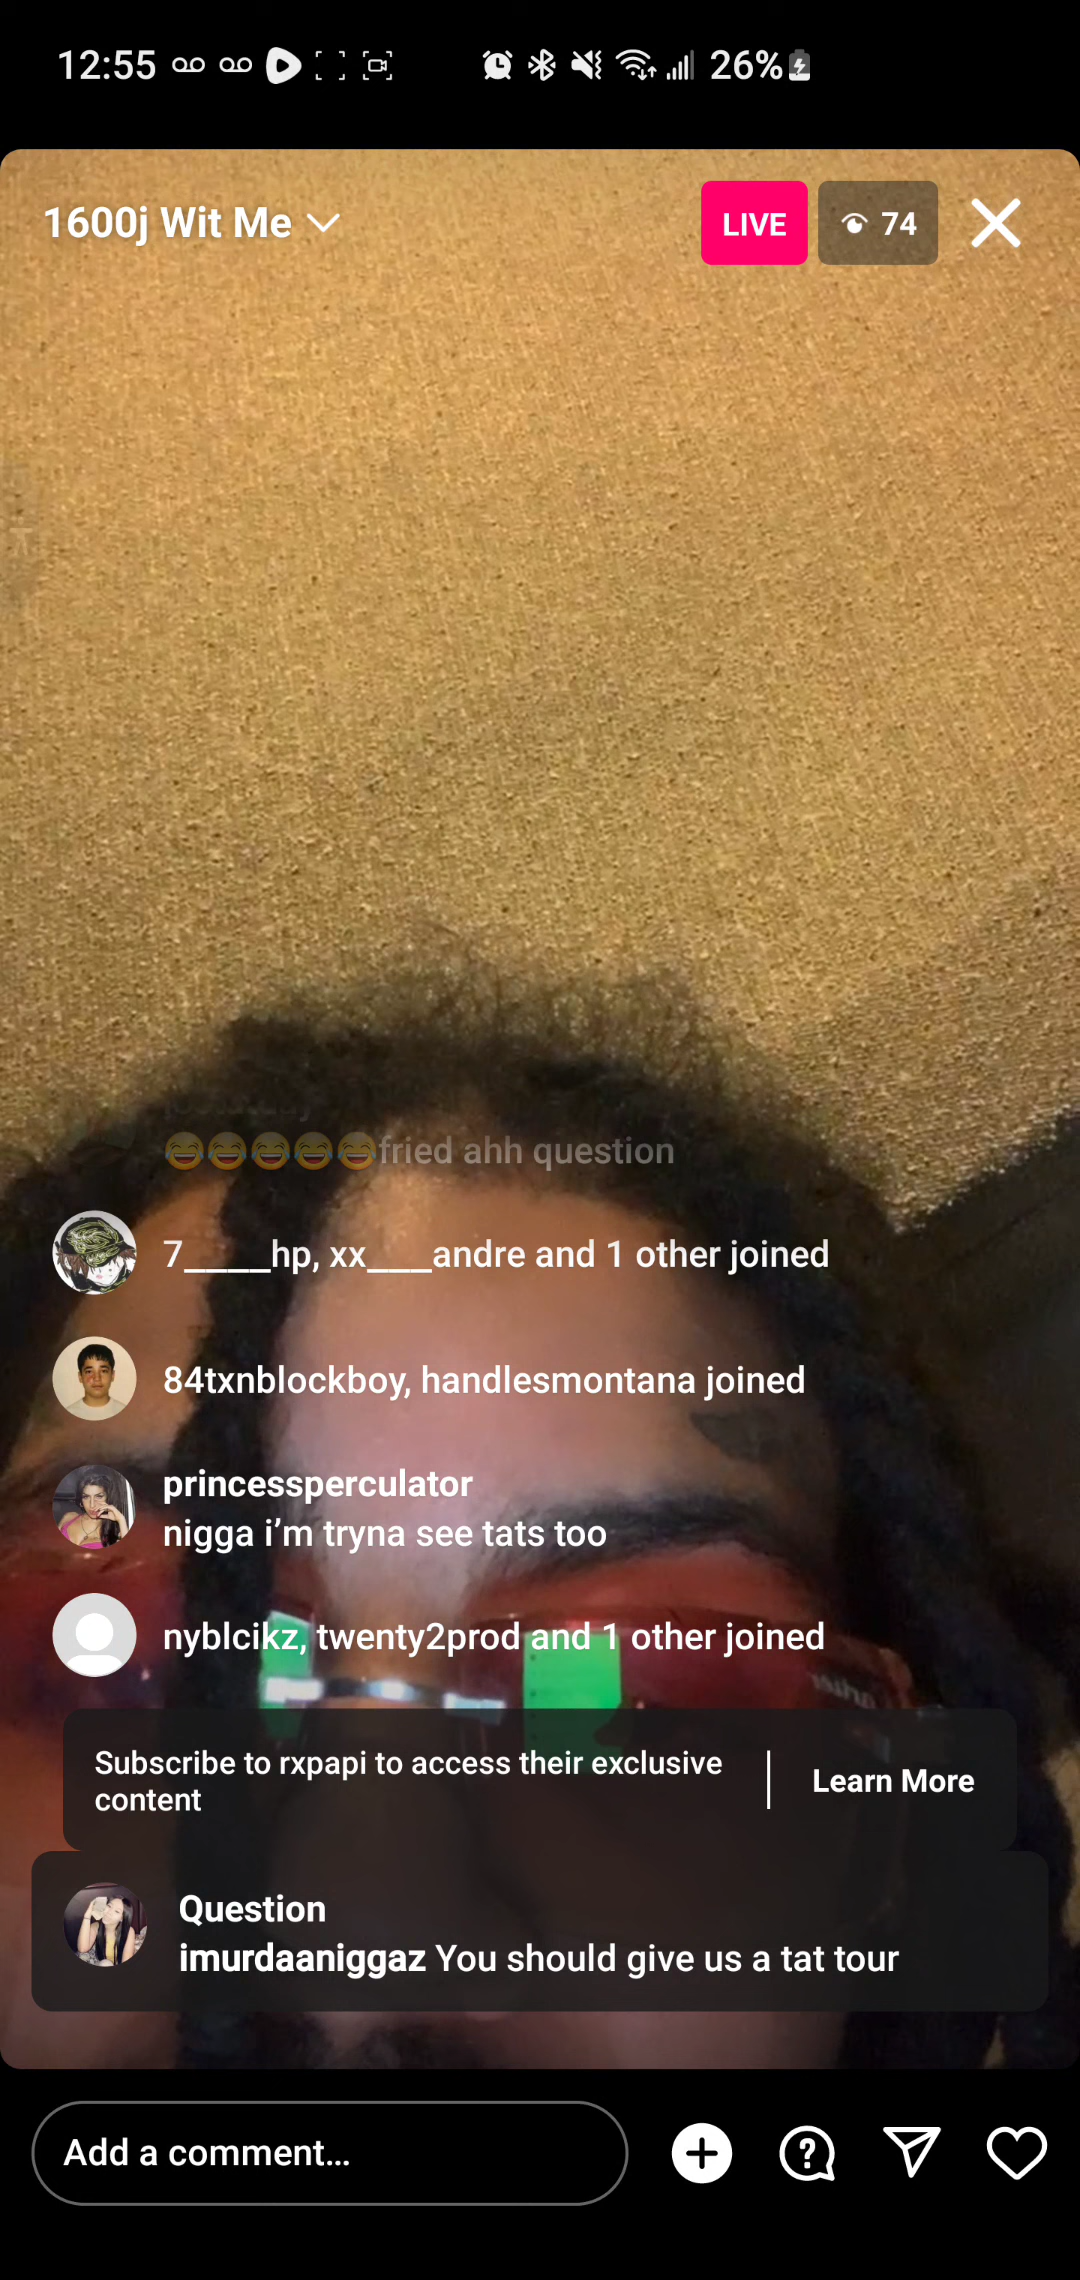 12:55
26%
1600j Wit Me
LIVE
74
😂😂😂😂😂fried ahh question
7____hp, xx___andre and 1 other joined
84txnblockboy, handlesmontana joined
princessperculator
nigga i’m tryna see tats too
nyblcikz, twenty2prod and 1 other joined
Subscribe to rxpapi to access their exclusive
content
Learn More
Question
imurdaaniggaz You should give us a tat tour
Add a comment...